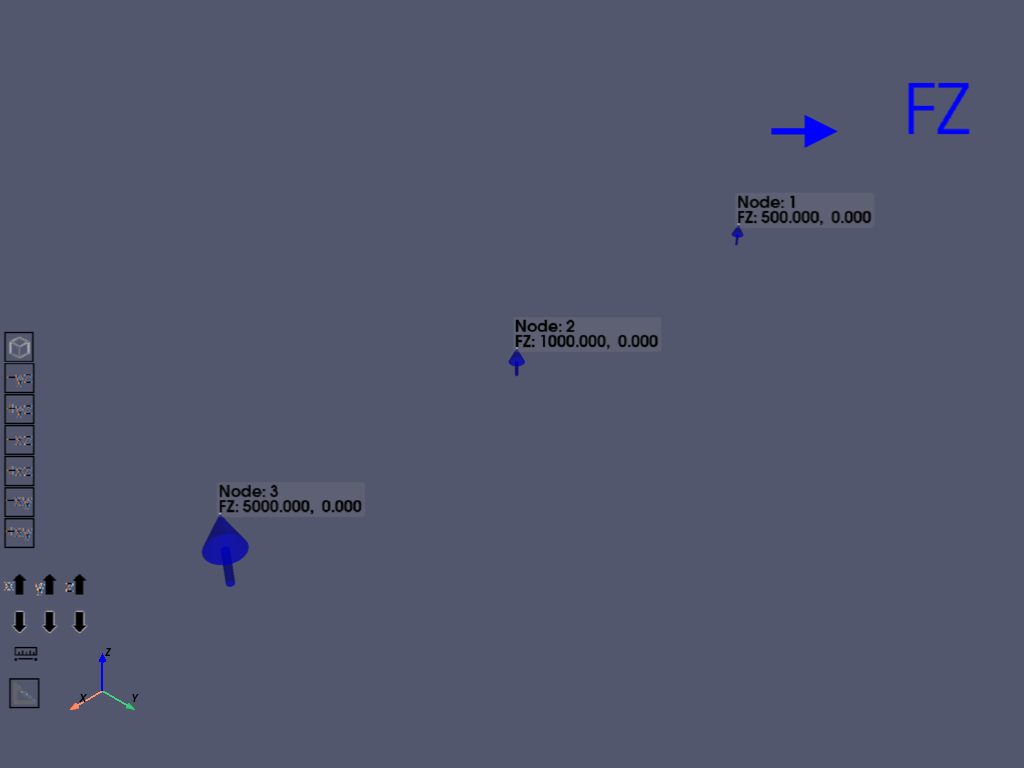 FZ
Node: 1
FZ: 500.000, 0.000
Node: 2
FZ: 1000.000, 0.000
Node: 3
FZ: 5000.000, 0.000
-yz
+yz
-xz
+xz
-xy
+xy
x y z
Z
X Y